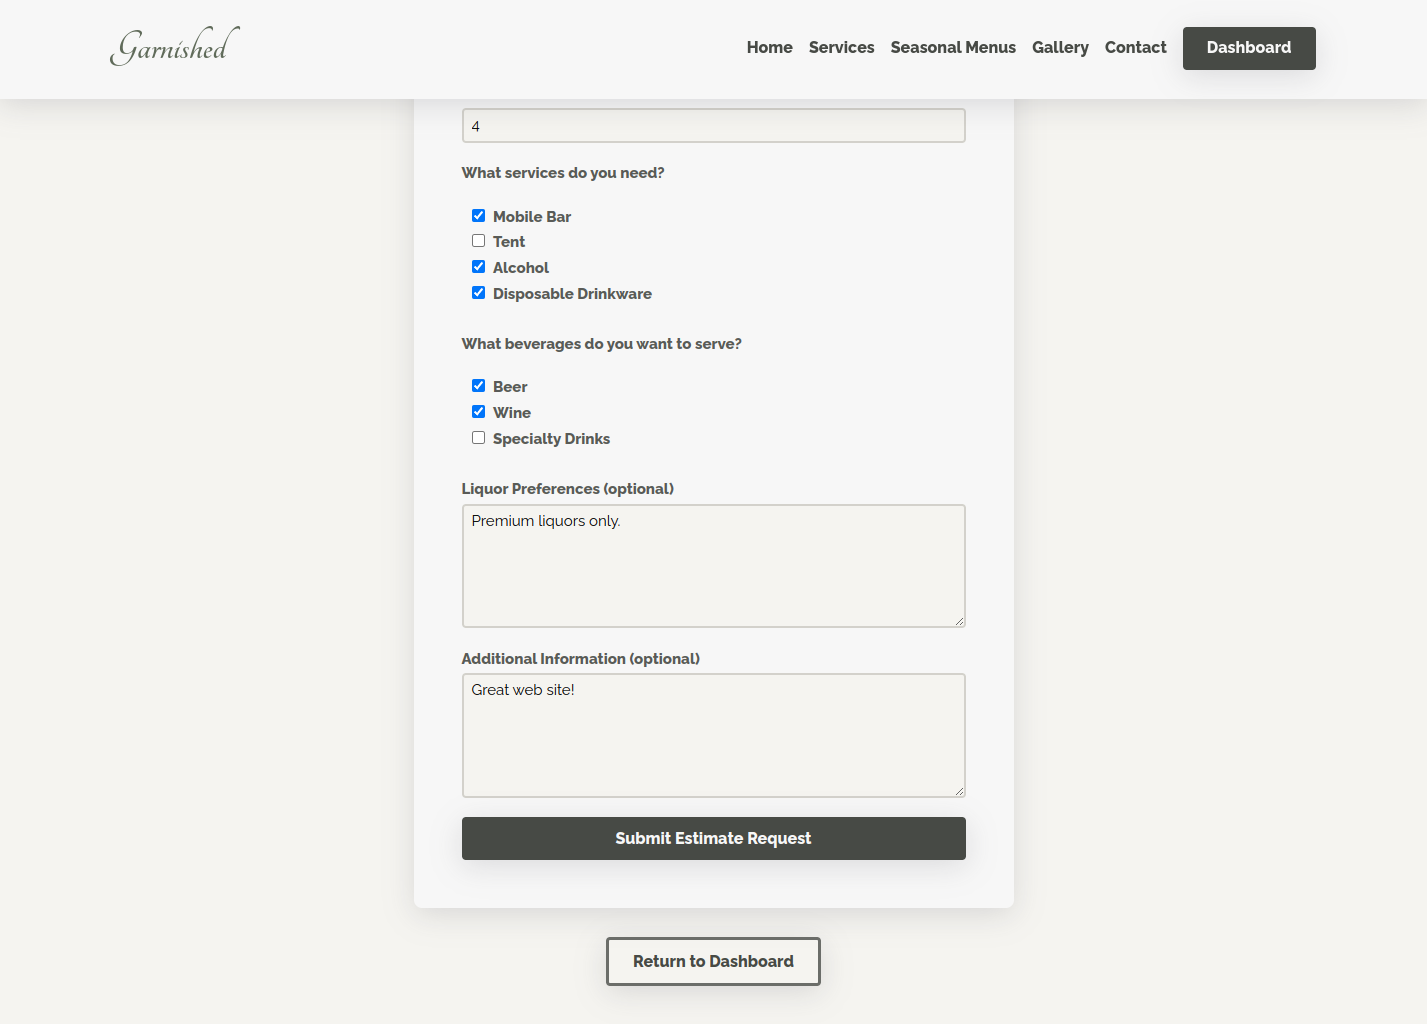 Garnished
Home Services Seasonal Menus Gallery Contact Dashboard
4
What services do you need?
Mobile Bar
Tent
Alcohol
Disposable Drinkware
What beverages do you want to serve?
Beer
Wine
Specialty Drinks
Liquor Preferences (optional)
Premium liquors only.
Additional Information (optional)
Great web site!
Submit Estimate Request
Return to Dashboard